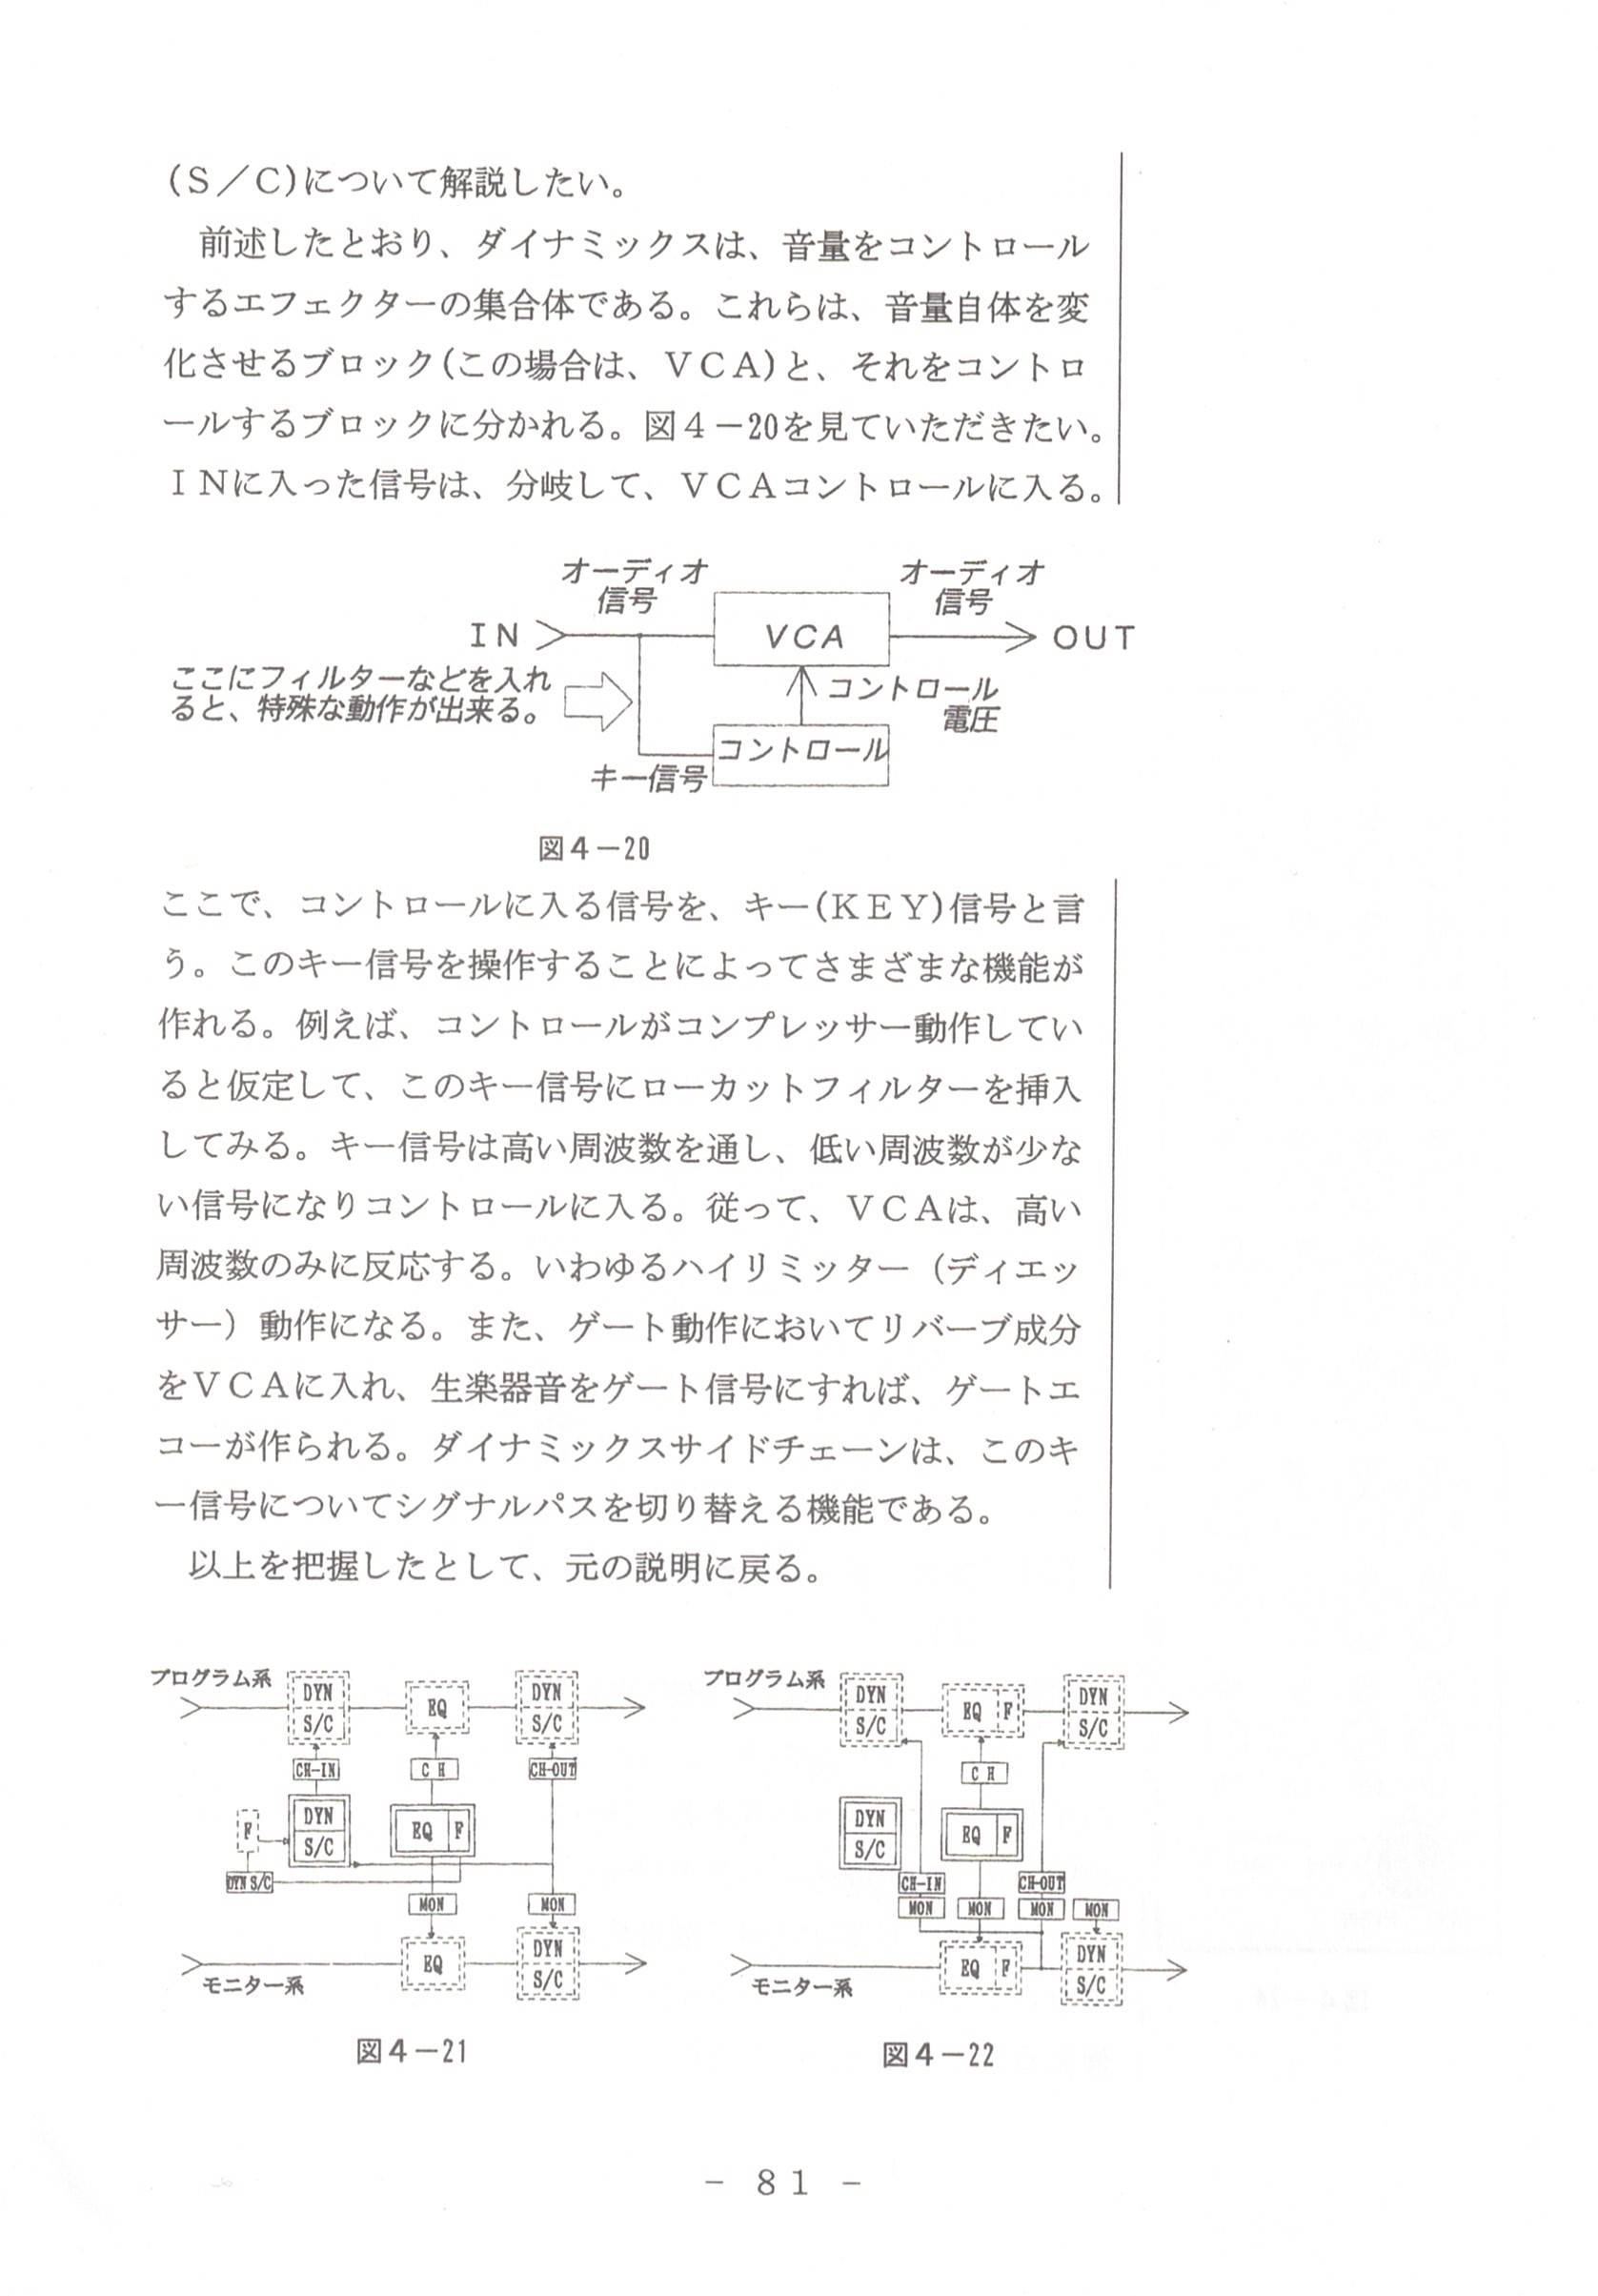 (S／C)について解説したい。
　前述したとおり、ダイナミックスは、音量をコントロール
するエフェクターの集合体である。これらは、音量自体を変
化させるブロック(この場合は、ＶＣＡ)と、それをコントロ
ールするブロックに分かれる。図４－20を見ていただきたい。
ＩＮに入った信号は、分岐して、ＶＣＡコントロールに入る。
オーディオ
信号
オーディオ
信号
IN
VCA
OUT
ここにフィルターなどを入れ
ると、特殊な動作が出来る。
コントロール
電圧
コントロール
キー信号
図４－20
ここで、コントロールに入る信号を、キー(ＫＥＹ)信号と言
う。このキー信号を操作することによってさまざまな機能が
作れる。例えば、コントロールがコンプレッサー動作してい
ると仮定して、このキー信号にローカットフィルターを挿入
してみる。キー信号は高い周波数を通し、低い周波数が少な
い信号になりコントロールに入る。従って、ＶＣＡは、高い
周波数のみに反応する。いわゆるハイリミッター（ディエッ
サー）動作になる。また、ゲート動作においてリバーブ成分
をＶＣＡに入れ、生楽器音をゲート信号にすれば、ゲートエ
コーが作られる。ダイナミックスサイドチェーンは、このキ
ー信号についてシグナルパスを切り替える機能である。
　以上を把握したとして、元の説明に戻る。
プログラム系
DYN
S/C
EQ
DYN
S/C
CH-IN
CH
CH-OUT
F
DYN
S/C
EQ F
DYN S/C
MON
MON
EQ
DYN
S/C
モニター系
図４－21
プログラム系
DYN
S/C
EQ F
DYN
S/C
CH
DYN
S/C
EQ F
CH-IN
CH-OUT
MON
MON
MON
MON
EQ F
DYN
S/C
モニター系
図４－22
－ 81 －